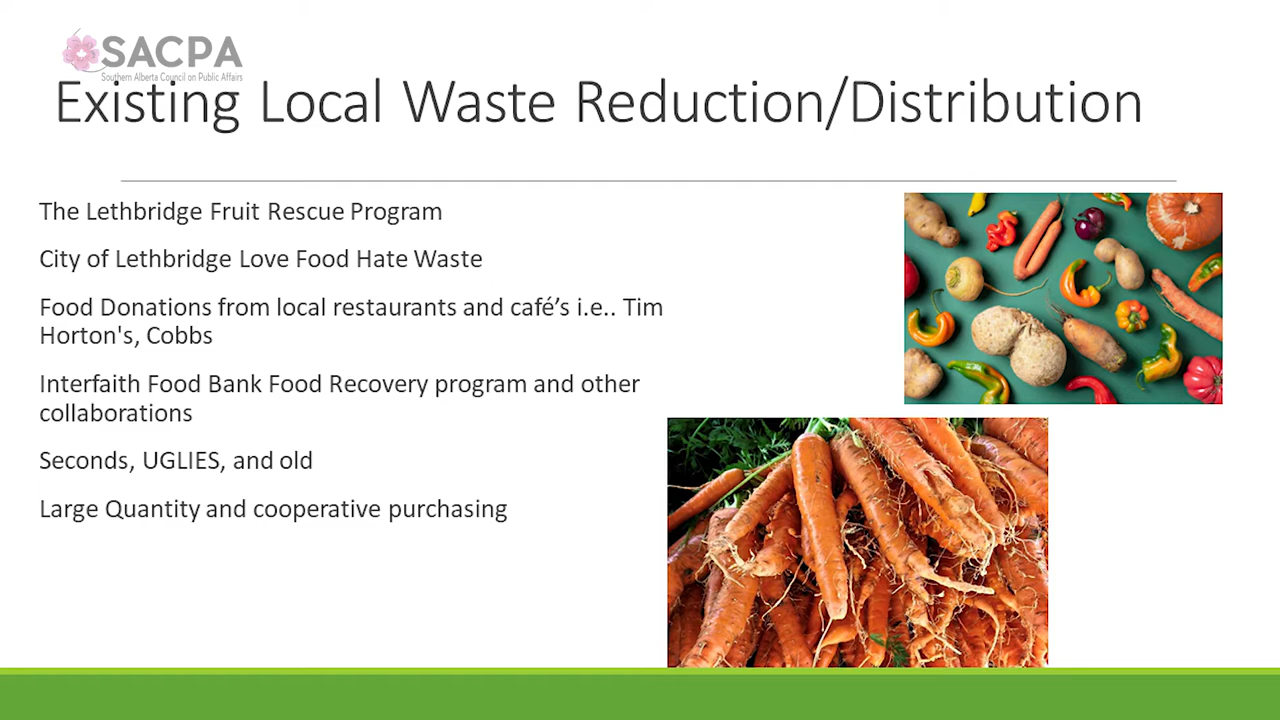 SACPA
Southern Alberta Council on Public Affairs
Existing Local Waste Reduction/Distribution
The Lethbridge Fruit Rescue Program
City of Lethbridge Love Food Hate Waste
Food Donations from local restaurants and café’s i.e.. Tim
Horton's, Cobbs
Interfaith Food Bank Food Recovery program and other
collaborations
Seconds, UGLIES, and old
Large Quantity and cooperative purchasing